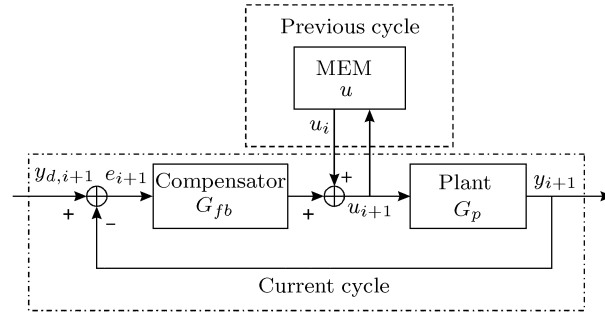 Previous cycle
MEM
u
u_i
y_{d,i+1}
e_{i+1}
Compensator
G_{fb}
+
+
+
−
u_{i+1}
Plant
G_p
y_{i+1}
Current cycle